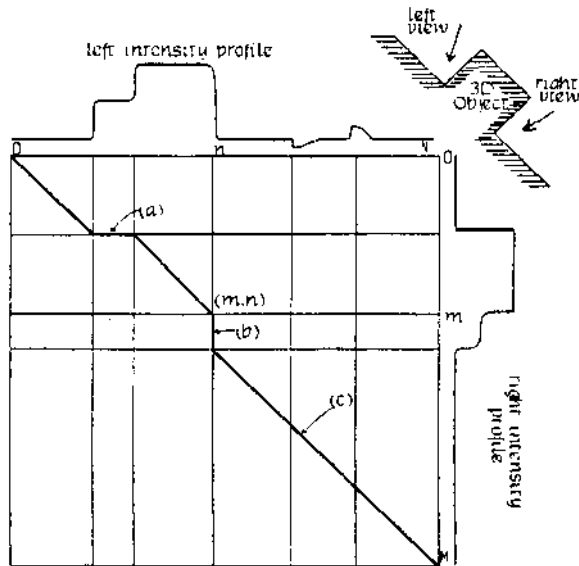 left intensity profile
left
view
3D
Object
right
view
0
n
0
(a)
(m,n)
m
(b)
(c)
M
right intensity
profile